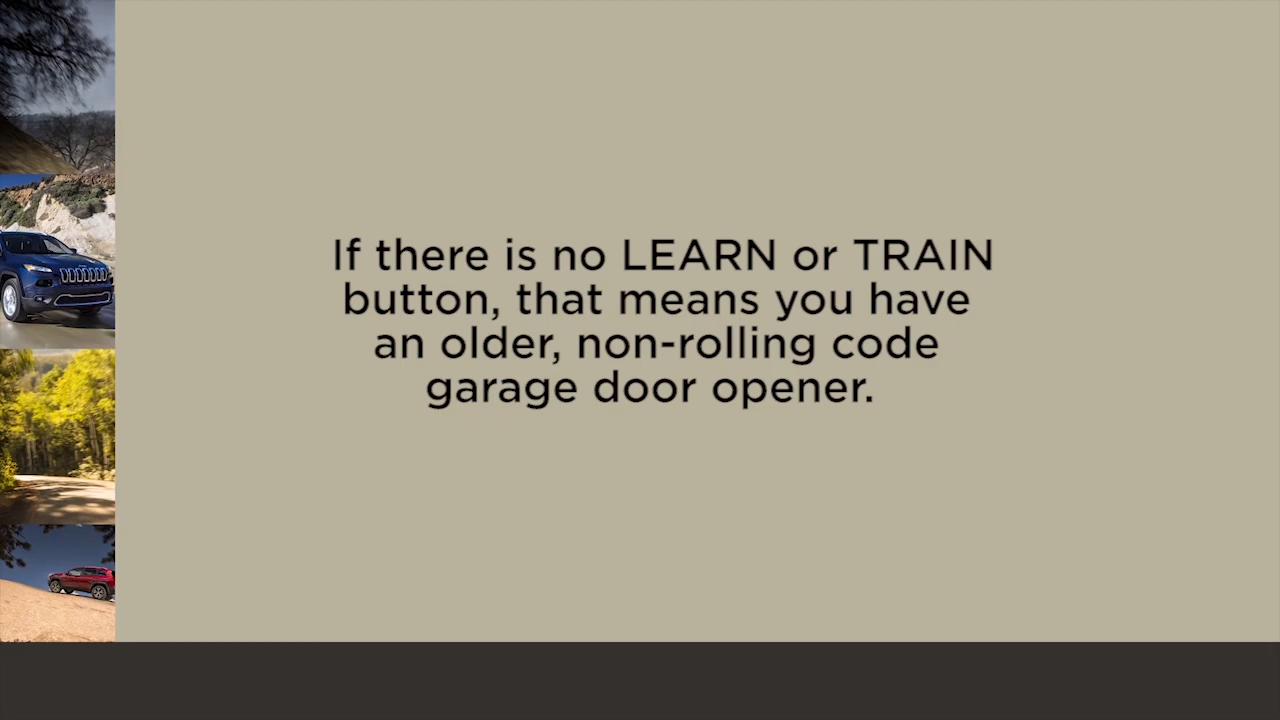 If there is no LEARN or TRAIN
button, that means you have
an older, non-rolling code
garage door opener.